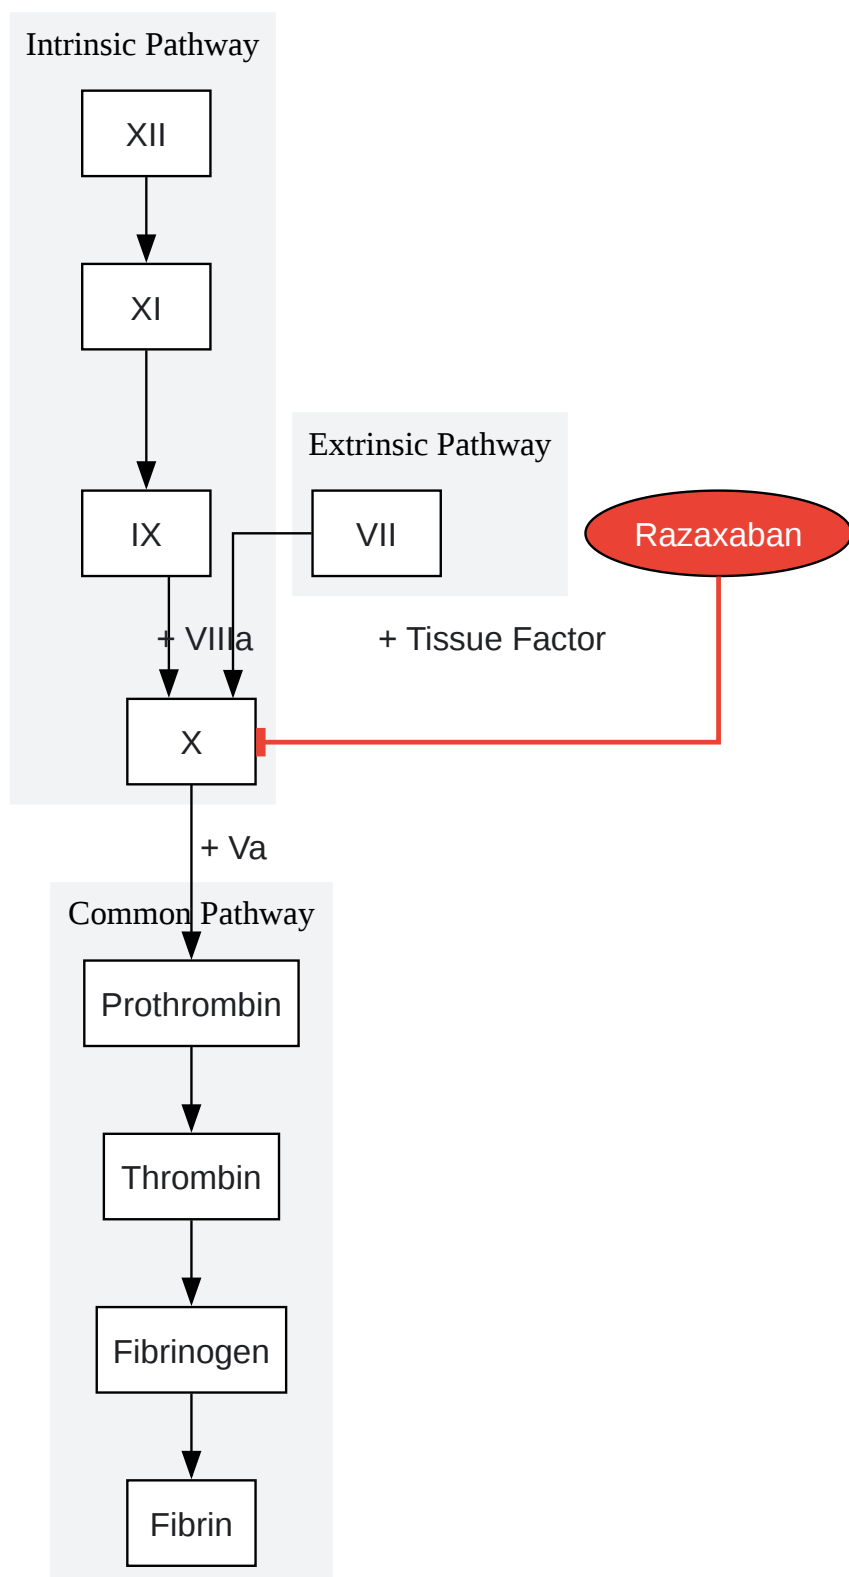 Intrinsic Pathway
XII
XI
Extrinsic Pathway
IX
VII
Razaxaban
+ VIIIa
+ Tissue Factor
X
+ Va
Common Pathway
Prothrombin
Thrombin
Fibrinogen
Fibrin